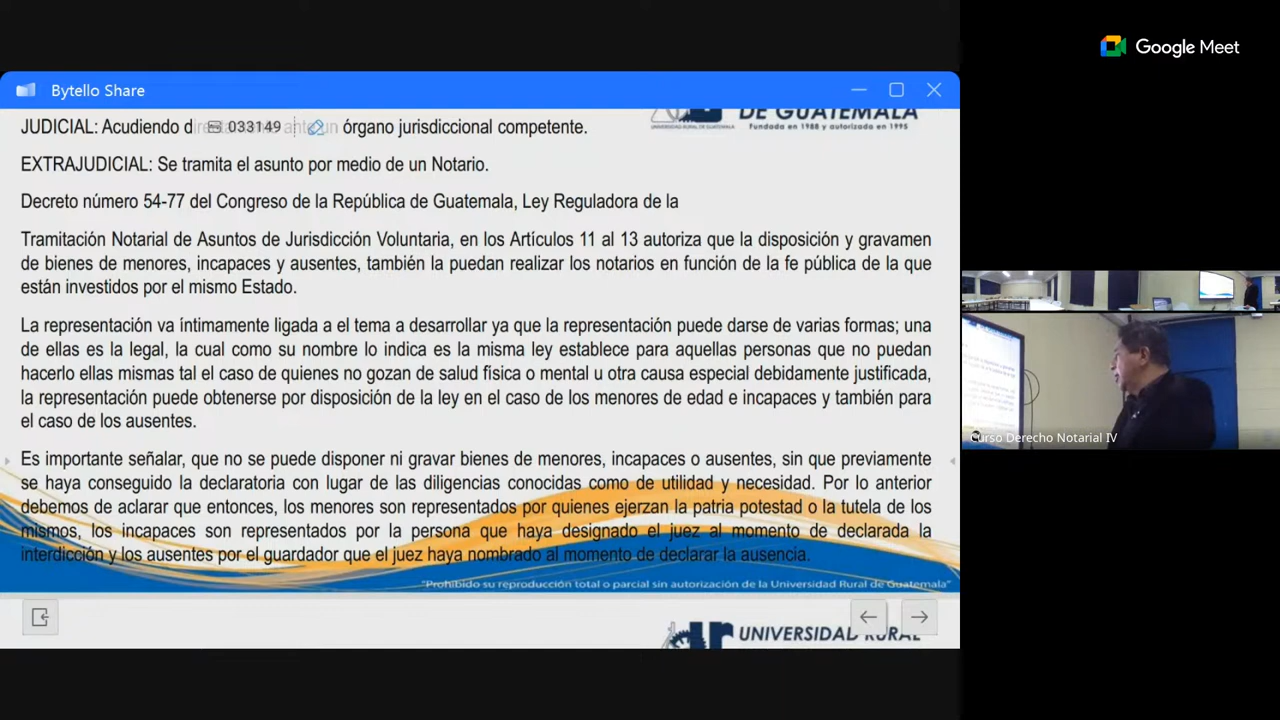 Google Meet
Bytello Share
DE GUATEMALA
Fundada en 1988 y autorizada en 1995
JUDICIAL: Acudiendo directamente ante un órgano jurisdiccional competente.
033149
EXTRAJUDICIAL: Se tramita el asunto por medio de un Notario.
Decreto número 54-77 del Congreso de la República de Guatemala, Ley Reguladora de la
Tramitación Notarial de Asuntos de Jurisdicción Voluntaria, en los Artículos 11 al 13 autoriza que la disposición y gravamen
de bienes de menores, incapaces y ausentes, también la puedan realizar los notarios en función de la fe pública de la que
están investidos por el mismo Estado.
La representación va íntimamente ligada a el tema a desarrollar ya que la representación puede darse de varias formas; una
de ellas es la legal, la cual como su nombre lo indica es la misma ley establece para aquellas personas que no puedan
hacerlo ellas mismas tal el caso de quienes no gozan de salud física o mental u otra causa especial debidamente justificada,
la representación puede obtenerse por disposición de la ley en el caso de los menores de edad e incapaces y también para
el caso de los ausentes.
Es importante señalar, que no se puede disponer ni gravar bienes de menores, incapaces o ausentes, sin que previamente
se haya conseguido la declaratoria con lugar de las diligencias conocidas como de utilidad y necesidad. Por lo anterior
debemos de aclarar que entonces, los menores son representados por quienes ejerzan la patria potestad o la tutela de los
mismos, los incapaces son representados por la persona que haya designado el juez al momento de declarada la
interdicción y los ausentes por el guardador que el juez haya nombrado al momento de declarar la ausencia.
"Prohibido su reproducción total o parcial sin autorización de la Universidad Rural de Guatemala"
UNIVERSIDAD RURAL
Curso Derecho Notarial IV